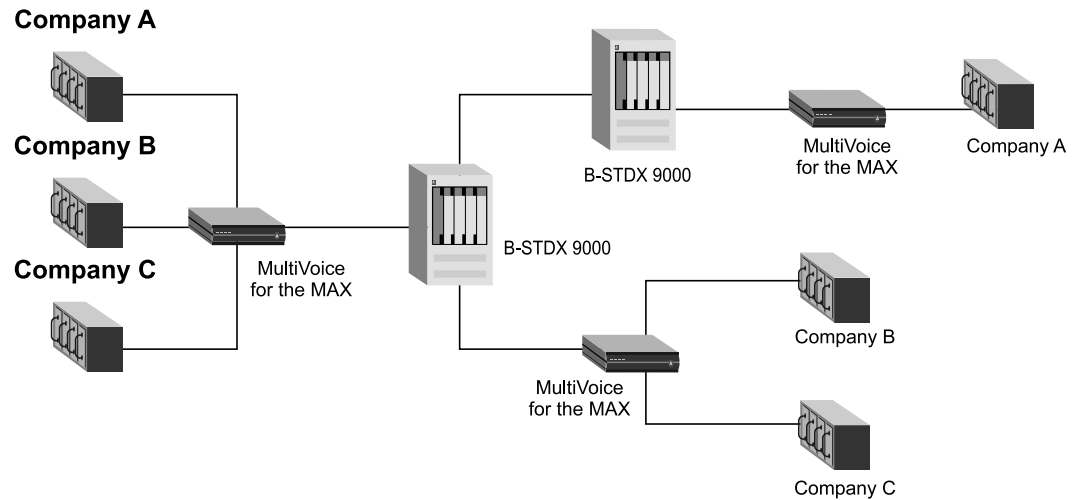 Company A
Company B
Company C
MultiVoice
for the MAX
B-STDX 9000
B-STDX 9000
MultiVoice
for the MAX
Company A
MultiVoice
for the MAX
Company B
Company C